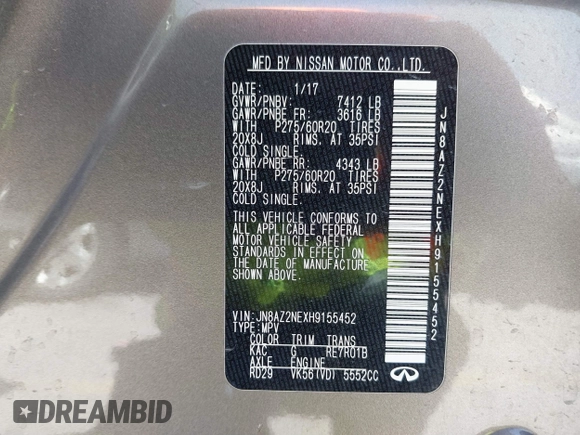 MFD BY NISSAN MOTOR CO.,LTD.
DATE: 1/17
GVWR/PNBV: 7412 LB
GAWR/PNBE FR: 3616 LB
WITH P275/60R20 TIRES
20X8J RIMS. AT 35PSI
COLD SINGLE.
GAWR/PNBE RR: 4343 LB
WITH P275/60R20 TIRES
20X8J RIMS. AT 35PSI
COLD SINGLE.
THIS VEHICLE CONFORMS TO
ALL APPLICABLE FEDERAL
MOTOR VEHICLE SAFETY
STANDARDS IN EFFECT ON
THE DATE OF MANUFACTURE
SHOWN ABOVE.
VIN:JN8AZ2NEXH9155452
TYPE:MPV
COLOR TRIM TRANS
KAC G RE7R01B
AXLE ENGINE
RD29 VK56(VD) 5552CC
JN8AZ2NEXH9155452
INFINITI
DREAMBID